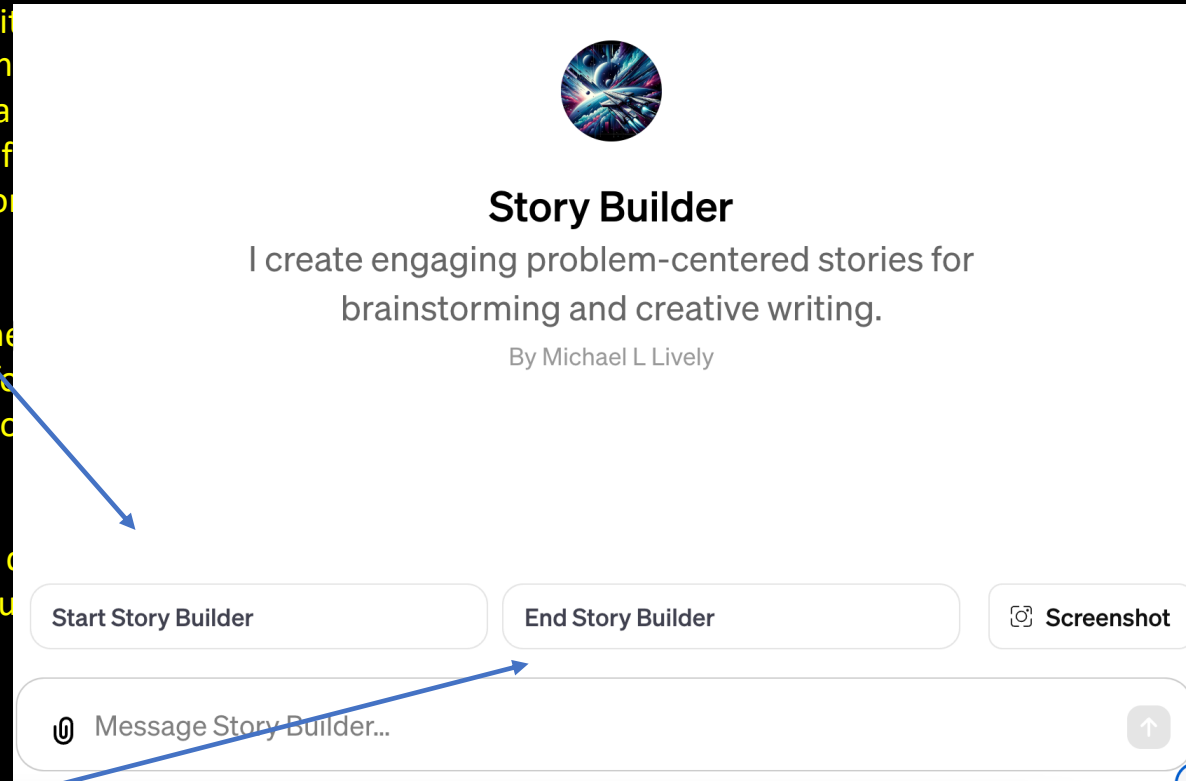 Story Builder
I create engaging problem-centered stories for
brainstorming and creative writing.
By Michael L Lively
Start Story Builder
End Story Builder
Screenshot
Message Story Builder...